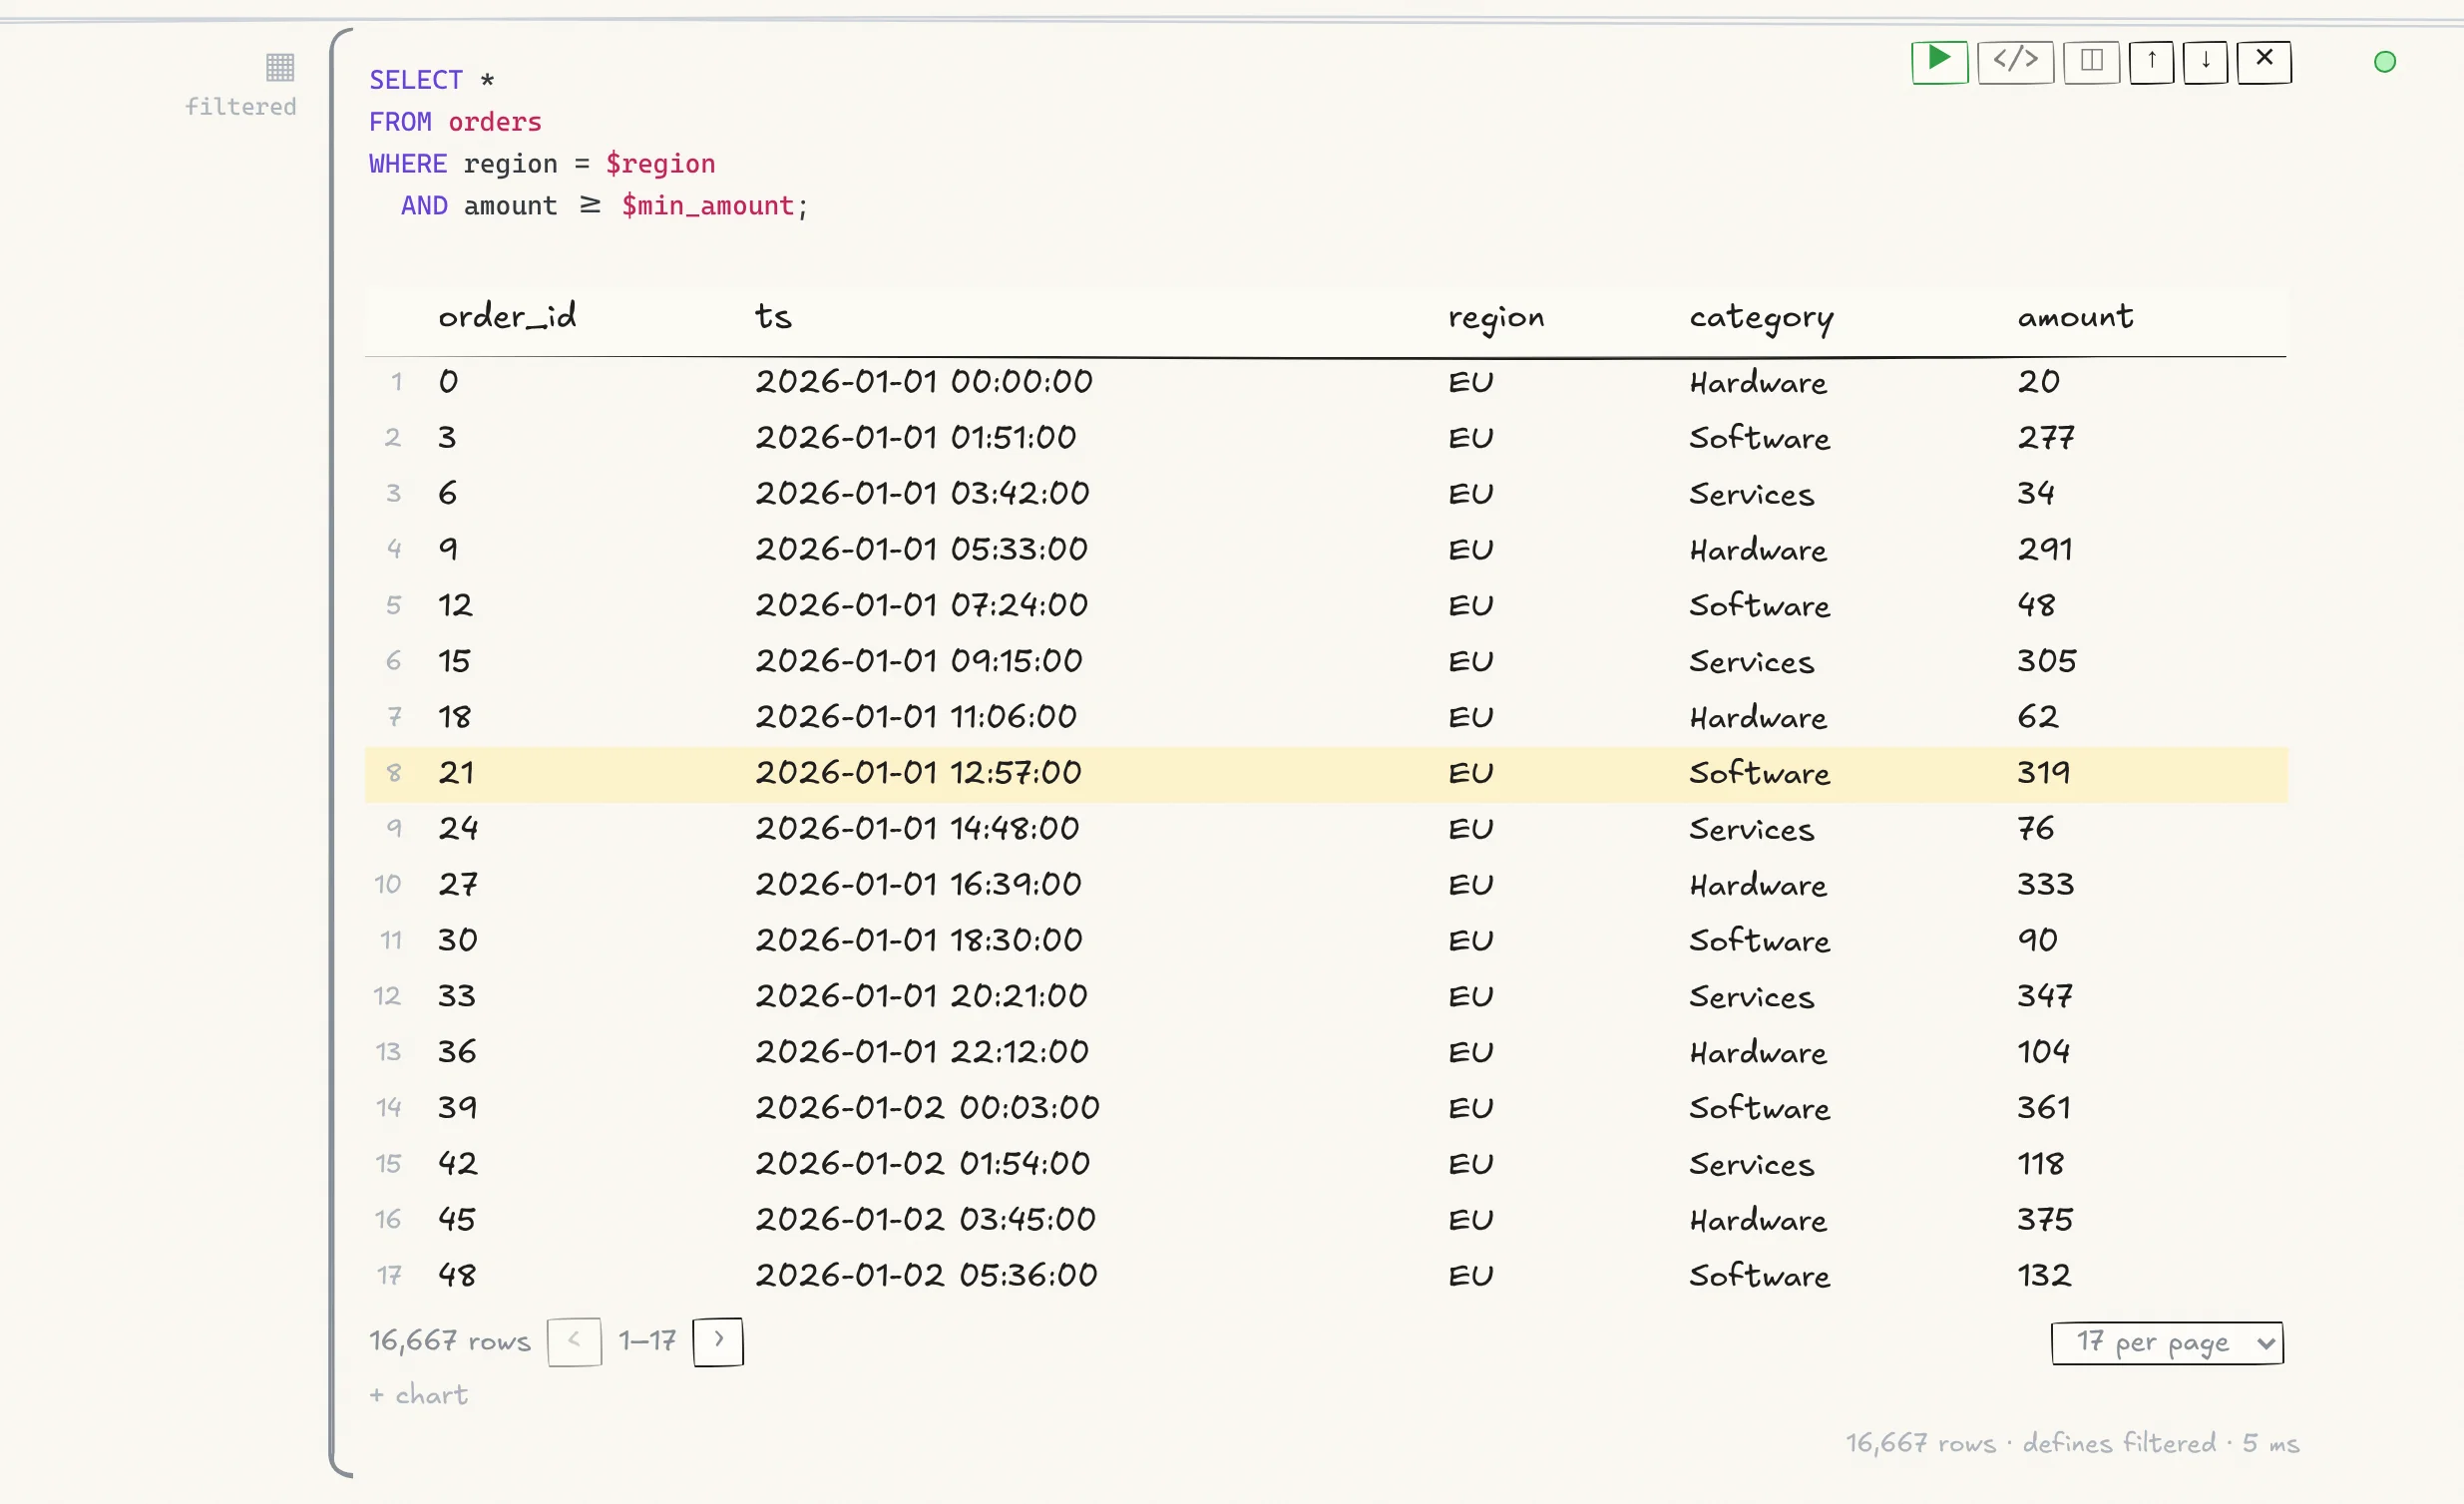 filtered
SELECT *
FROM orders
WHERE region = $region
AND amount ≥ $min_amount;
</>
↑
↓
✕
order_id ts region category amount
1 0 2026-01-01 00:00:00 EU Hardware 20
2 3 2026-01-01 01:51:00 EU Software 277
3 6 2026-01-01 03:42:00 EU Services 34
4 9 2026-01-01 05:33:00 EU Hardware 291
5 12 2026-01-01 07:24:00 EU Software 48
6 15 2026-01-01 09:15:00 EU Services 305
7 18 2026-01-01 11:06:00 EU Hardware 62
8 21 2026-01-01 12:57:00 EU Software 319
9 24 2026-01-01 14:48:00 EU Services 76
10 27 2026-01-01 16:39:00 EU Hardware 333
11 30 2026-01-01 18:30:00 EU Software 90
12 33 2026-01-01 20:21:00 EU Services 347
13 36 2026-01-01 22:12:00 EU Hardware 104
14 39 2026-01-02 00:03:00 EU Software 361
15 42 2026-01-02 01:54:00 EU Services 118
16 45 2026-01-02 03:45:00 EU Hardware 375
17 48 2026-01-02 05:36:00 EU Software 132
16,667 rows < 1–17 > 17 per page
+ chart
16,667 rows · defines filtered · 5 ms